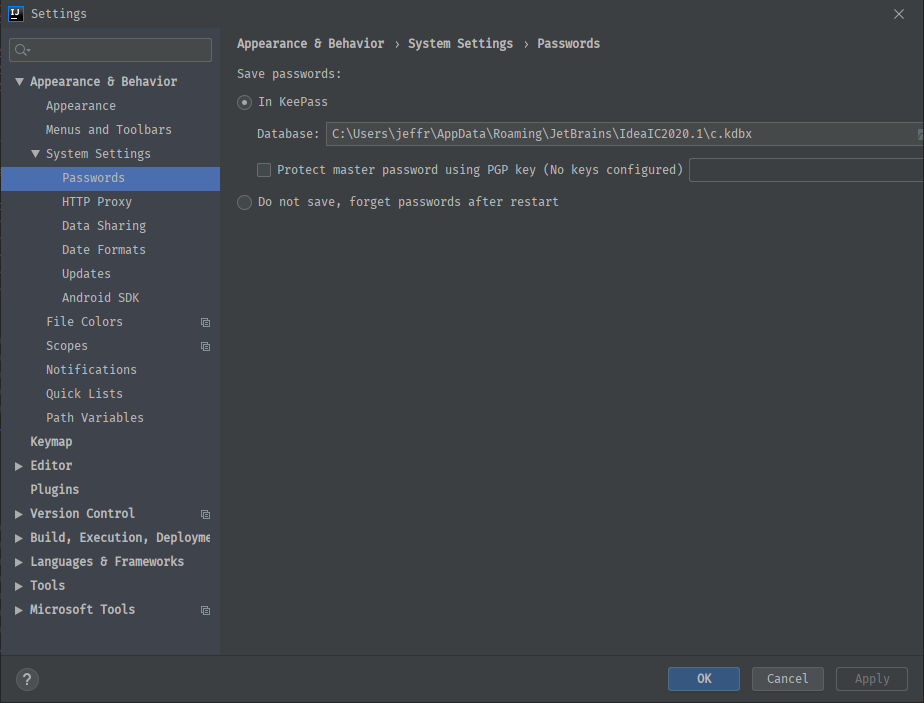 IJ Settings
Appearance & Behavior
Appearance
Menus and Toolbars
System Settings
Passwords
HTTP Proxy
Data Sharing
Date Formats
Updates
Android SDK
File Colors
Scopes
Notifications
Quick Lists
Path Variables
Keymap
Editor
Plugins
Version Control
Build, Execution, Deployme
Languages & Frameworks
Tools
Microsoft Tools
Appearance & Behavior › System Settings › Passwords
Save passwords:
In KeePass
Database: C:\Users\jeffr\AppData\Roaming\JetBrains\IdeaIC2020.1\c.kdbx
Protect master password using PGP key (No keys configured)
Do not save, forget passwords after restart
? OK Cancel Apply